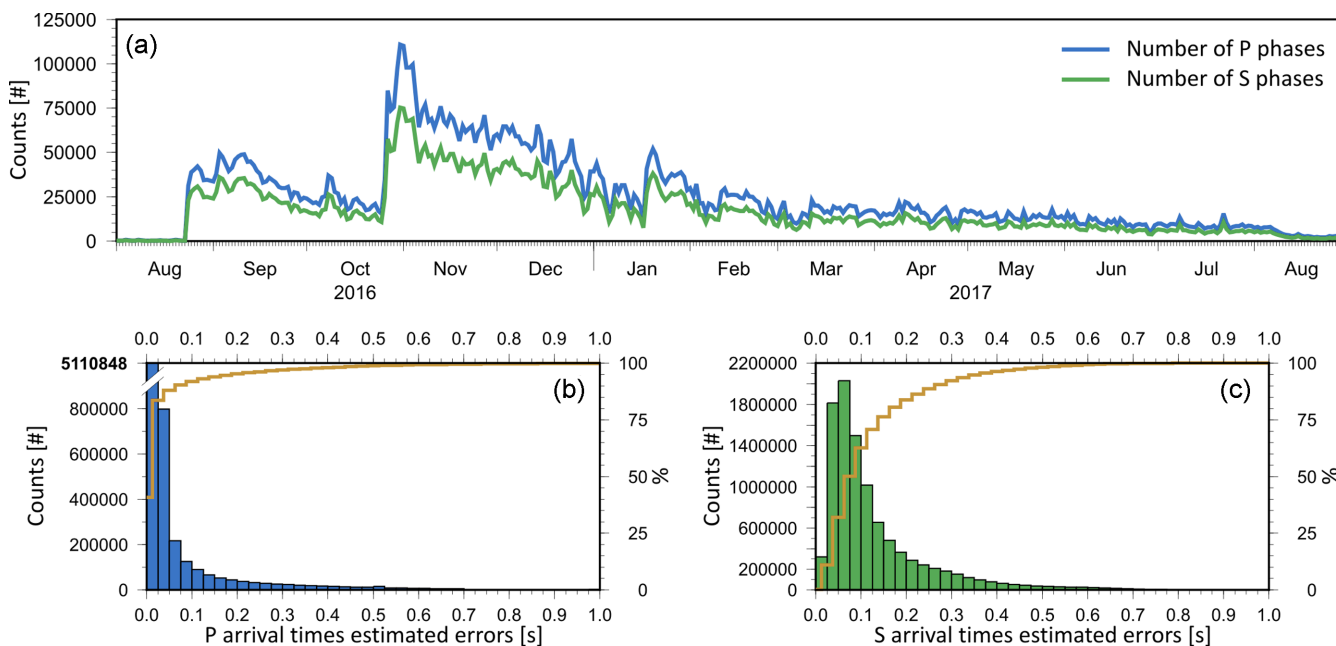 (a)
Number of P phases
Number of S phases
Counts [#]
125000
100000
75000
50000
25000
0
Aug Sep Oct Nov Dec Jan Feb Mar Apr May Jun Jul Aug
2016 2017
0.0 0.1 0.2 0.3 0.4 0.5 0.6 0.7 0.8 0.9 1.0
(b)
Counts [#]
5110848
800000
600000
400000
200000
0
100
75
50
25
0
%
0.0 0.1 0.2 0.3 0.4 0.5 0.6 0.7 0.8 0.9 1.0
P arrival times estimated errors [s]
0.0 0.1 0.2 0.3 0.4 0.5 0.6 0.7 0.8 0.9 1.0
(c)
Counts [#]
2200000
1800000
1400000
1000000
600000
200000
0
100
75
50
25
0
%
0.0 0.1 0.2 0.3 0.4 0.5 0.6 0.7 0.8 0.9 1.0
S arrival times estimated errors [s]